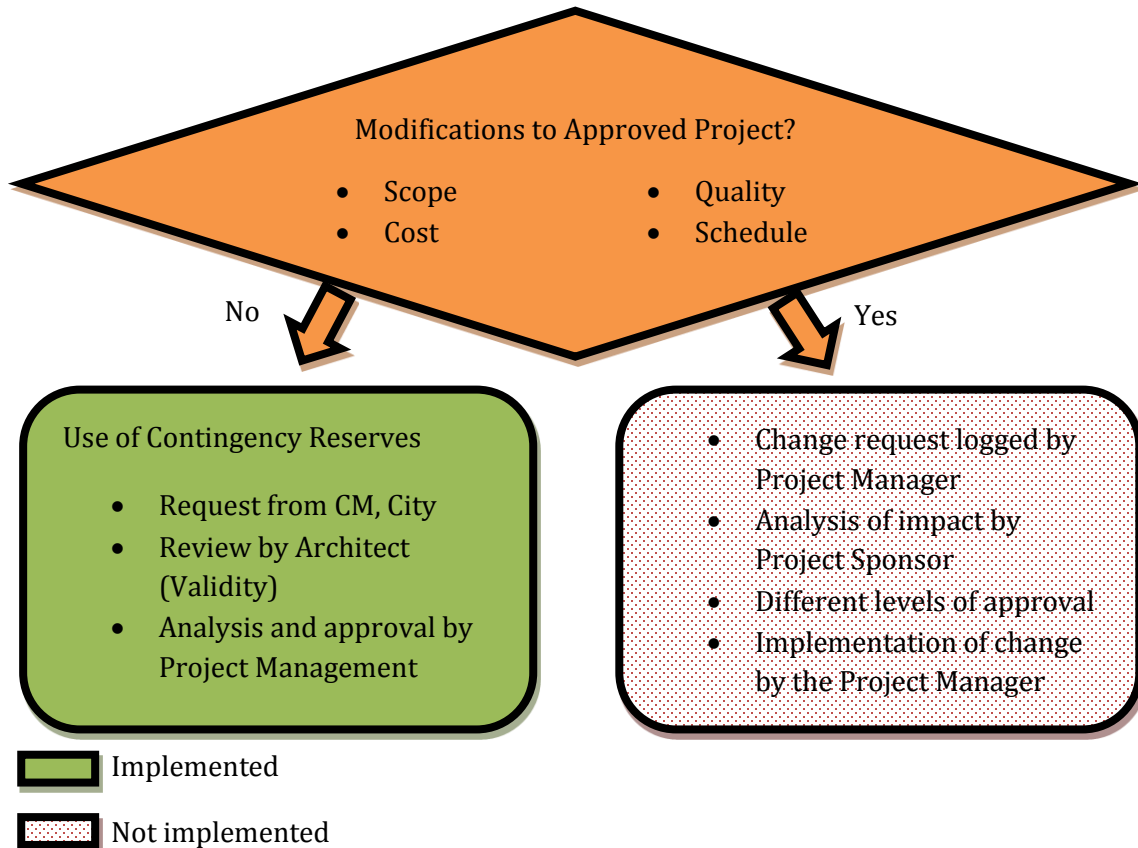 Modifications to Approved Project?
• Scope
• Cost
• Quality
• Schedule
No
Yes
Use of Contingency Reserves
• Request from CM, City
• Review by Architect
(Validity)
• Analysis and approval by
Project Management
• Change request logged by
Project Manager
• Analysis of impact by
Project Sponsor
• Different levels of approval
• Implementation of change
by the Project Manager
Implemented
Not implemented